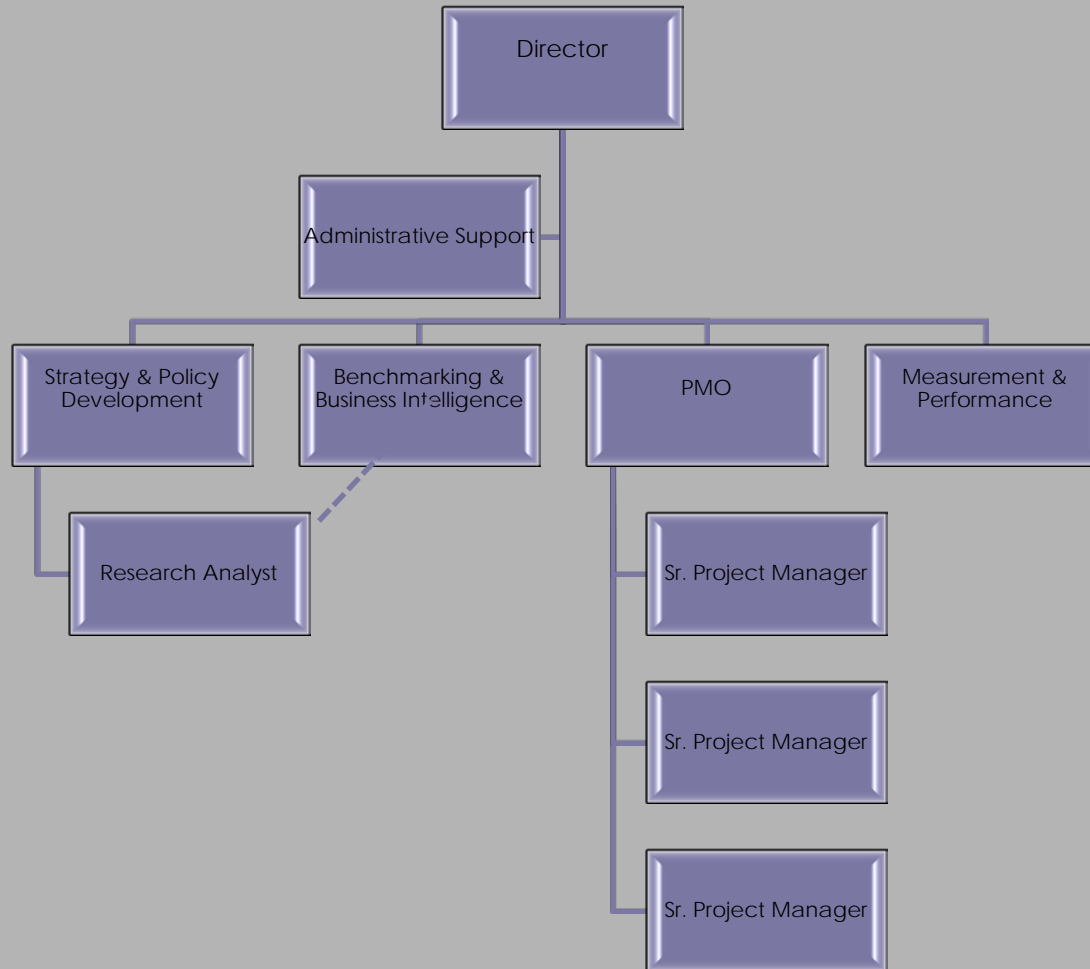 Director
Administrative Support
Strategy & Policy
Development
Benchmarking &
Business Intelligence
PMO
Measurement &
Performance
Research Analyst
Sr. Project Manager
Sr. Project Manager
Sr. Project Manager